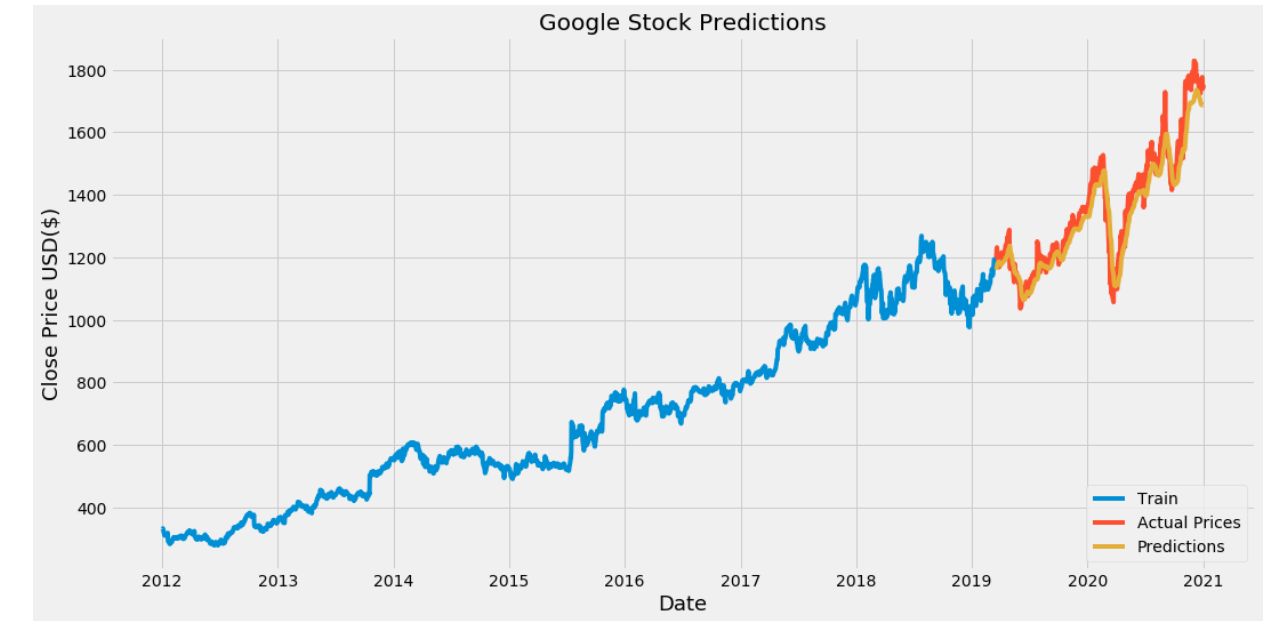 Google Stock Predictions
Close Price USD($)
1800
1600
1400
1200
1000
800
600
400
2012 2013 2014 2015 2016 2017 2018 2019 2020 2021
Date
Train
Actual Prices
Predictions